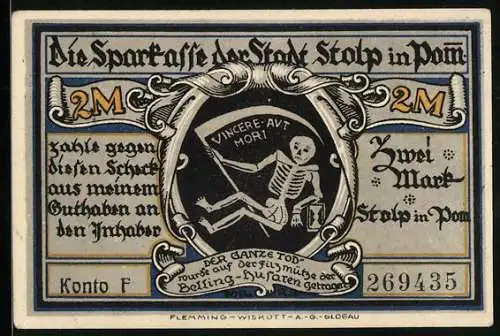 Die Sparkasse der Stadt Stolp in Pom̄.
2M
2M
VINCERE·AVT
MORI
zahle gegen
diesen Scheck
aus meinem
Guthaben an
den Inhaber
Zwei
Mark
Stolp in Pom
"DER GANZE TOD"
wurde auf der Filzmütze der
Belling-Husaren getragen
Konto F
269435
FLEMMING-WISKOTT-A.-G.-GLOGAU